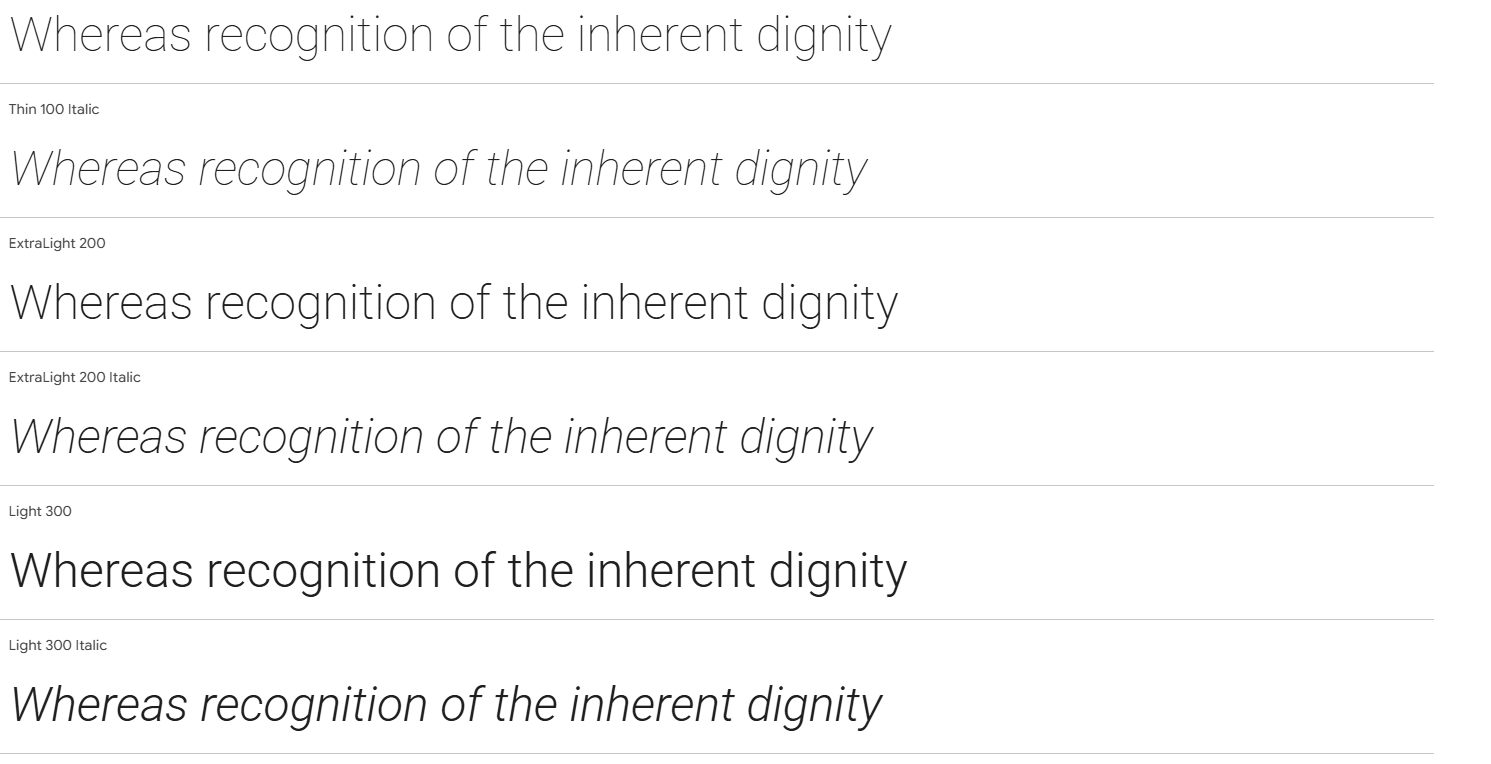 Whereas recognition of the inherent dignity
Thin 100 Italic
Whereas recognition of the inherent dignity
ExtraLight 200
Whereas recognition of the inherent dignity
ExtraLight 200 Italic
Whereas recognition of the inherent dignity
Light 300
Whereas recognition of the inherent dignity
Light 300 Italic
Whereas recognition of the inherent dignity